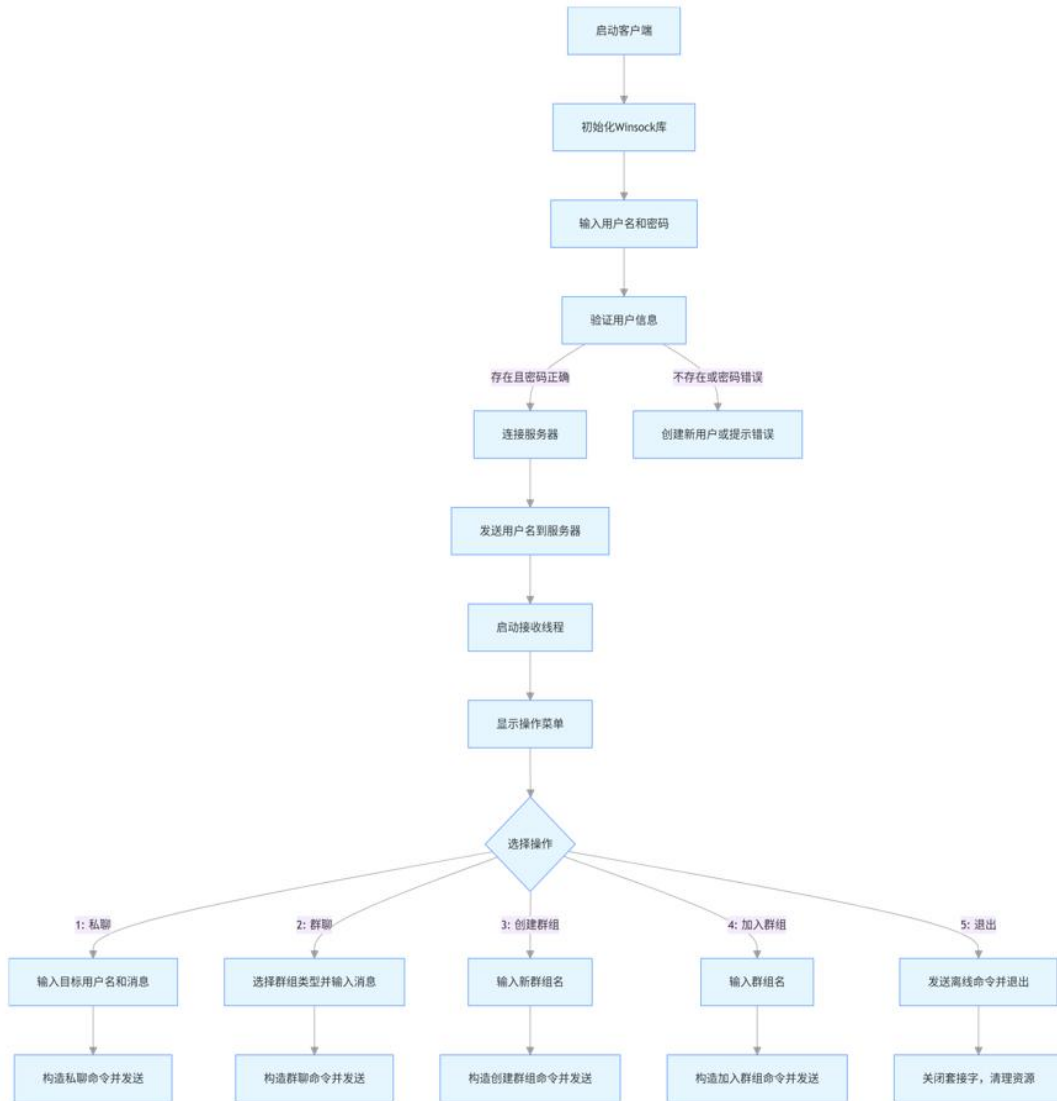 启动客户端
初始化Winsock库
输入用户名和密码
验证用户信息
存在且密码正确
不存在或密码错误
连接服务器
创建新用户或提示错误
发送用户名到服务器
启动接收线程
显示操作菜单
选择操作
1: 私聊
2: 群聊
3: 创建群组
4: 加入群组
5: 退出
输入目标用户名和消息
选择群组类型并输入消息
输入新群组名
输入群组名
发送离线命令并退出
构造私聊命令并发送
构造群聊命令并发送
构造创建群组命令并发送
构造加入群组命令并发送
关闭套接字，清理资源